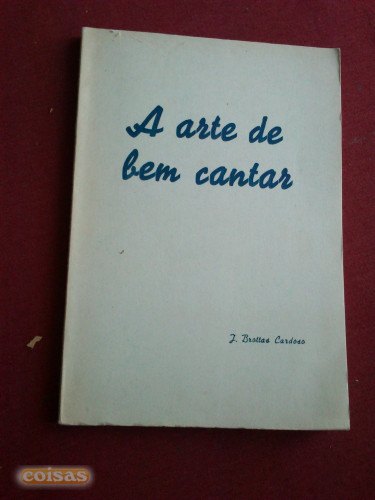 A arte de
bem cantar
J. Brottas Cardoso
coisas